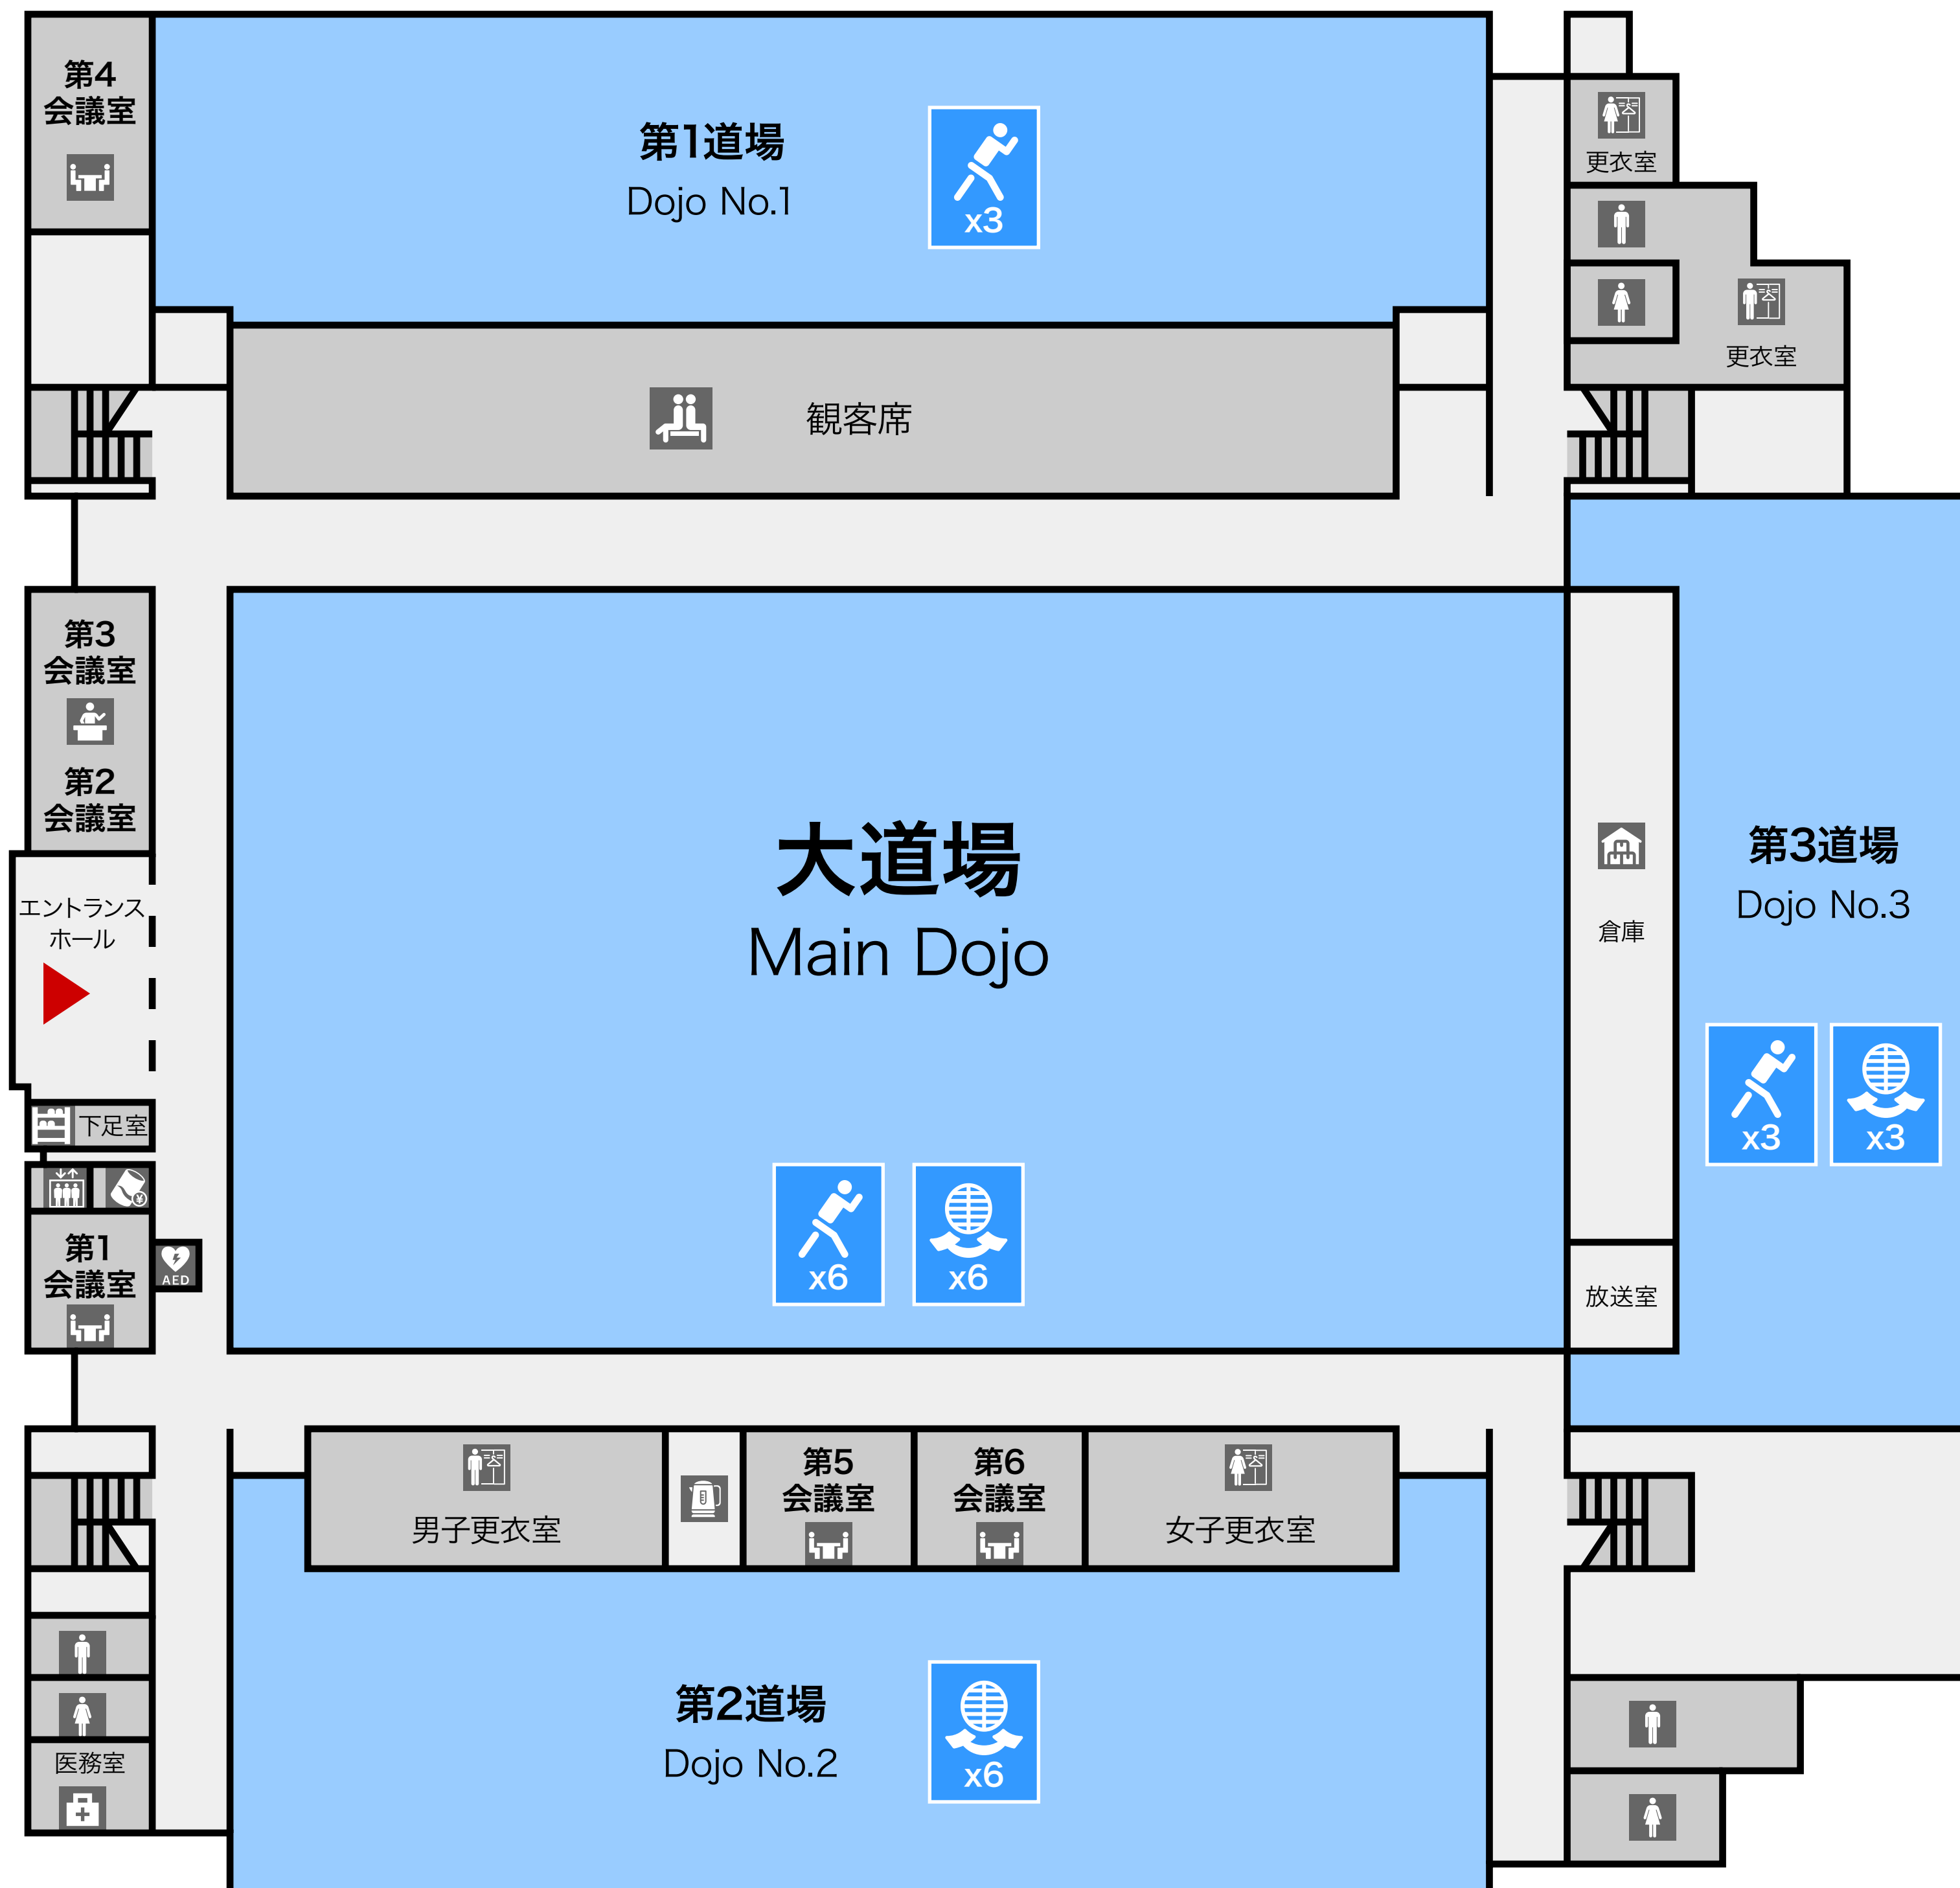 第4
会議室
第1道場
Dojo No.1
x3
更衣室
更衣室
観客席
第3
会議室
第2
会議室
エントランス
ホール
下足室
¥
第1
会議室
AED
大道場
Main Dojo
x6
x6
倉庫
放送室
第3道場
Dojo No.3
x3
x3
男子更衣室
第5
会議室
第6
会議室
女子更衣室
第2道場
Dojo No.2
x6
医務室